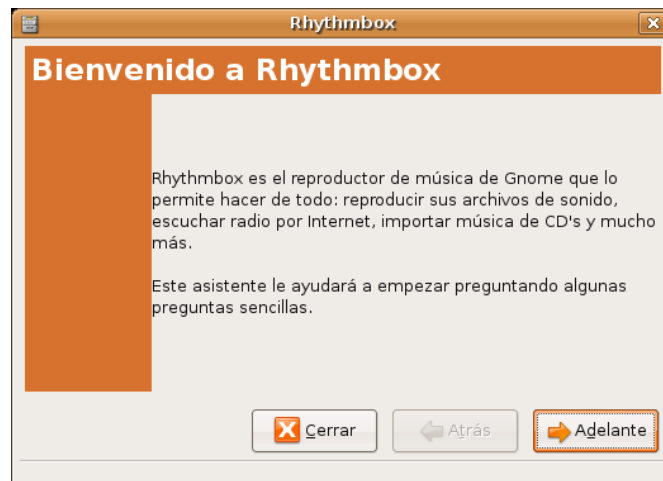 Rhythmbox
Bienvenido a Rhythmbox
Rhythmbox es el reproductor de música de Gnome que lo
permite hacer de todo: reproducir sus archivos de sonido,
escuchar radio por Internet, importar música de CD's y mucho
más.
Este asistente le ayudará a empezar preguntando algunas
preguntas sencillas.
Cerrar
Atrás
Adelante